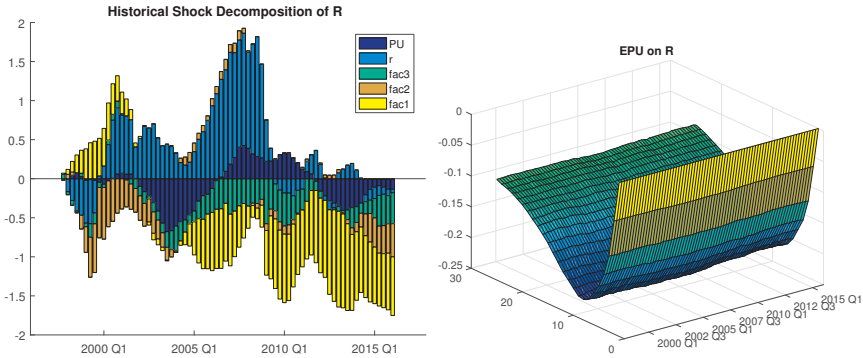 Historical Shock Decomposition of R
2
1.5
1
0.5
0
-0.5
-1
-1.5
-2
2000 Q1
2005 Q1
2010 Q1
2015 Q1
PU
r
fac3
fac2
fac1
EPU on R
0
-0.05
-0.1
-0.15
-0.2
-0.25
30
20
10
0
2000 Q1
2002 Q3
2005 Q1
2007 Q3
2010 Q1
2012 Q3
2015 Q1